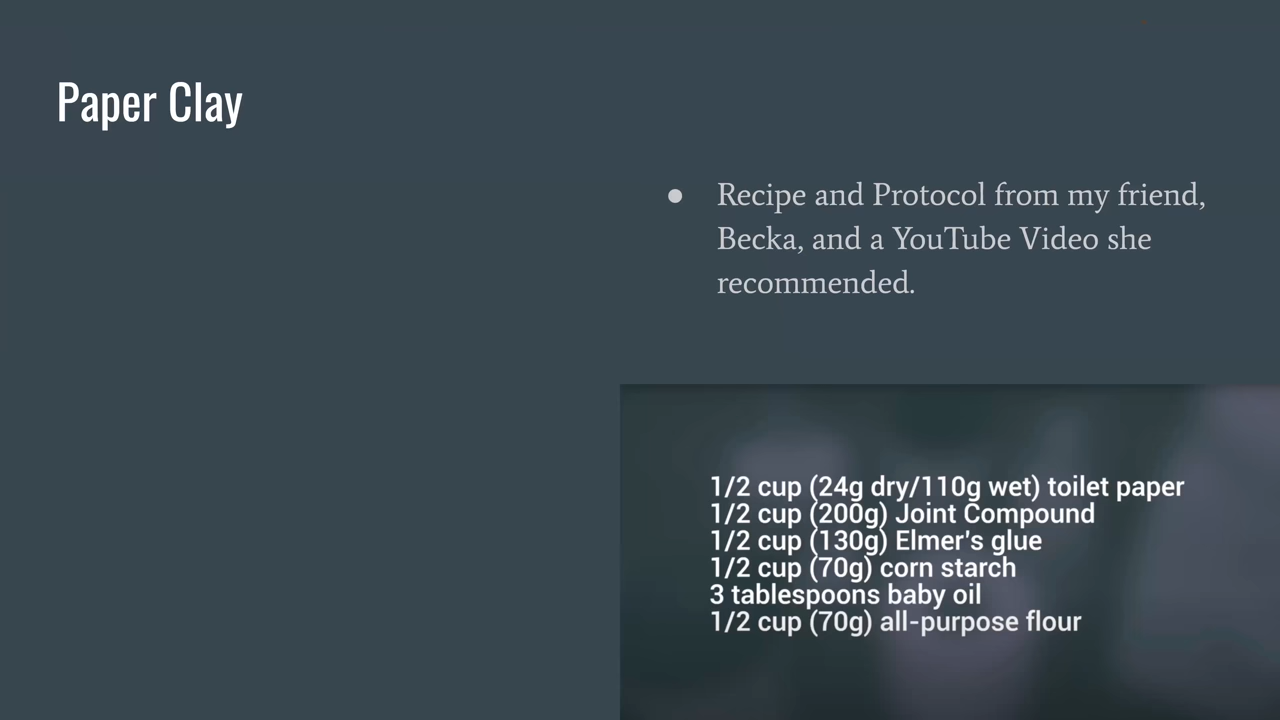 Paper Clay
● Recipe and Protocol from my friend,
Becka, and a YouTube Video she
recommended.
1/2 cup (24g dry/110g wet) toilet paper
1/2 cup (200g) Joint Compound
1/2 cup (130g) Elmer's glue
1/2 cup (70g) corn starch
3 tablespoons baby oil
1/2 cup (70g) all-purpose flour